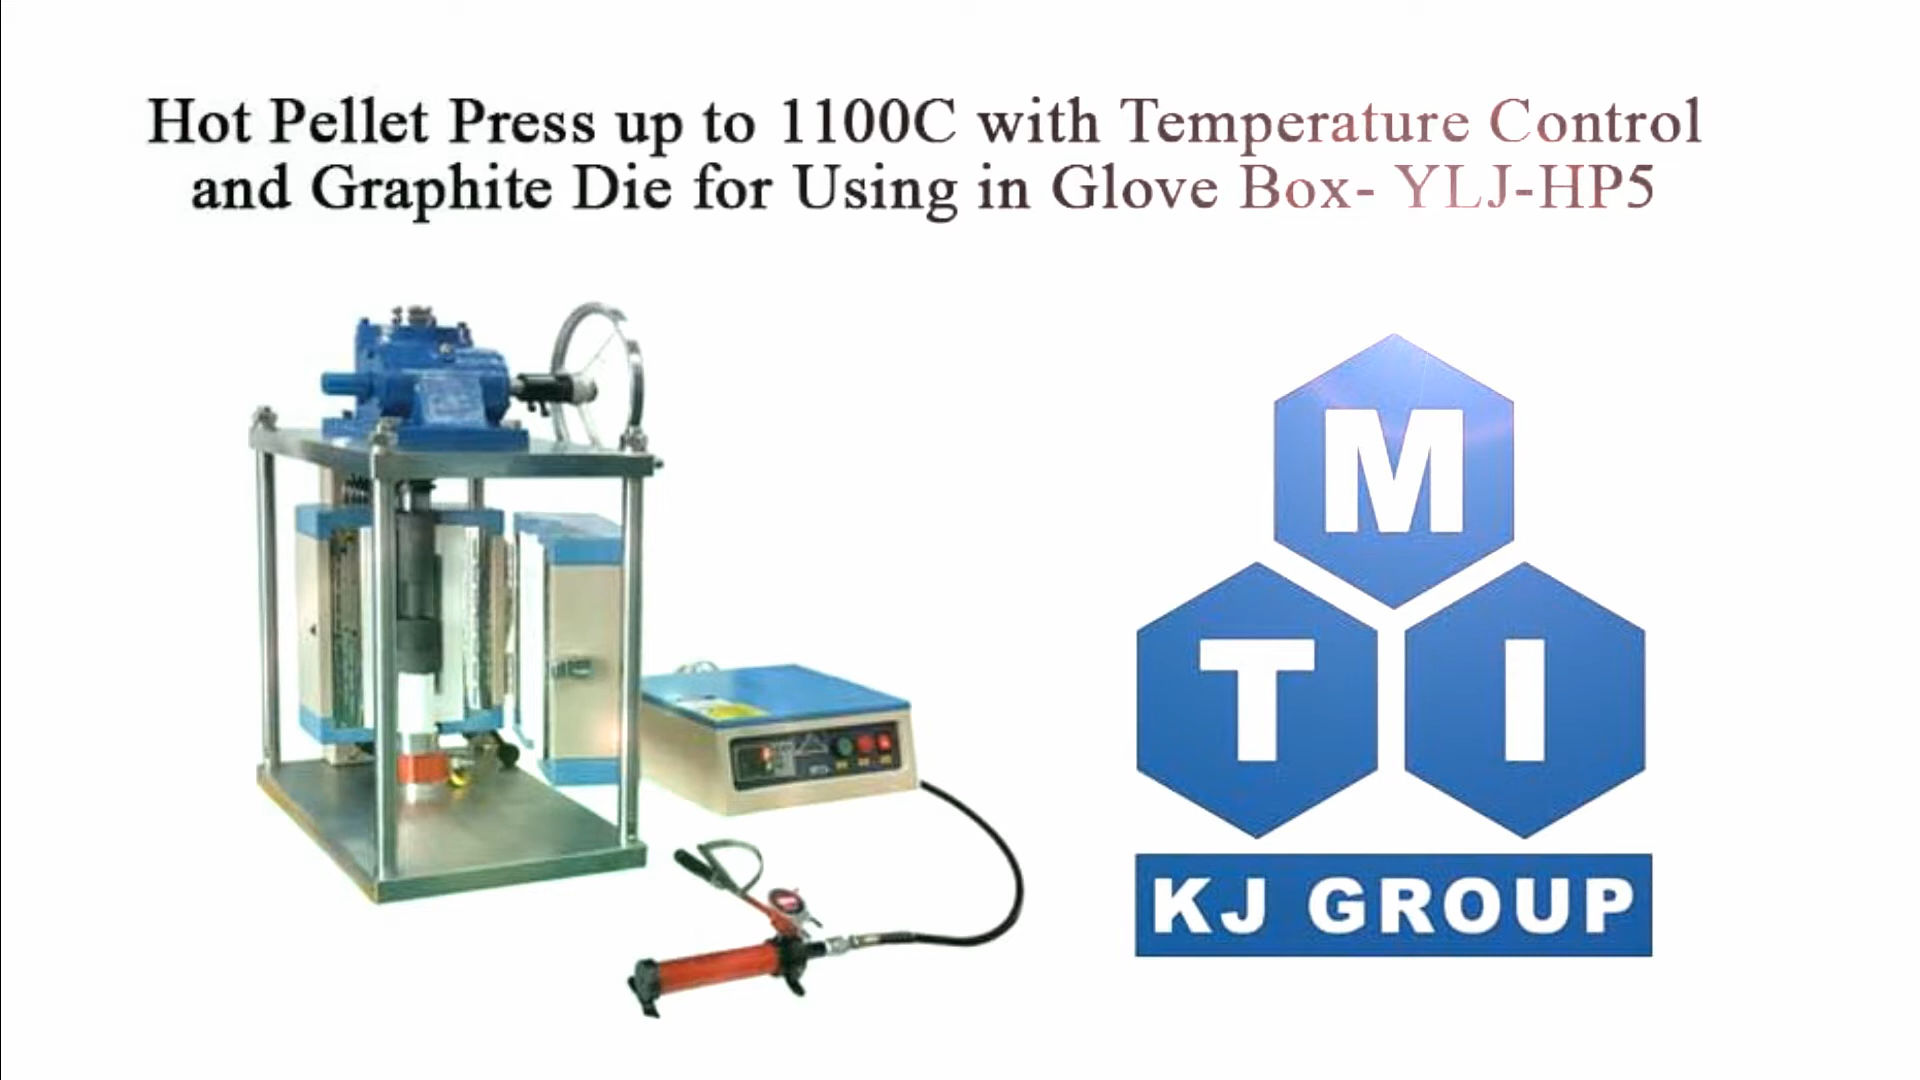 Hot Pellet Press up to 1100C with Temperature Control
and Graphite Die for Using in Glove Box- YLJ-HP5
M
T I
KJ GROUP